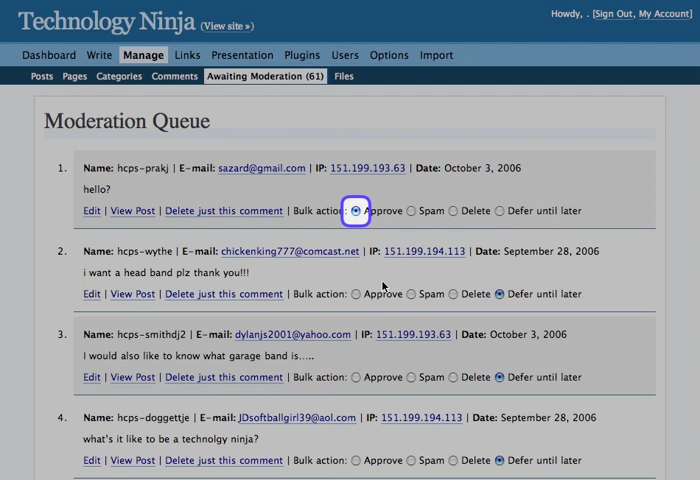 Technology Ninja (View site »)
Howdy, . [Sign Out, My Account]
Dashboard Write Manage Links Presentation Plugins Users Options Import
Posts Pages Categories Comments Awaiting Moderation (61) Files
Moderation Queue
1. Name: hcps-prakj | E-mail: sazard@gmail.com | IP: 151.199.193.63 | Date: October 3, 2006
hello?
Edit | View Post | Delete just this comment | Bulk action: Approve Spam Delete Defer until later
2. Name: hcps-wythe | E-mail: chickenking777@comcast.net | IP: 151.199.194.113 | Date: September 28, 2006
i want a head band plz thank you!!!
Edit | View Post | Delete just this comment | Bulk action: Approve Spam Delete Defer until later
3. Name: hcps-smithdj2 | E-mail: dylanjs2001@yahoo.com | IP: 151.199.193.63 | Date: October 3, 2006
I would also like to know what garage band is.....
Edit | View Post | Delete just this comment | Bulk action: Approve Spam Delete Defer until later
4. Name: hcps-doggettje | E-mail: JDsoftballgirl39@aol.com | IP: 151.199.194.113 | Date: September 28, 2006
what's it like to be a technolgy ninja?
Edit | View Post | Delete just this comment | Bulk action: Approve Spam Delete Defer until later